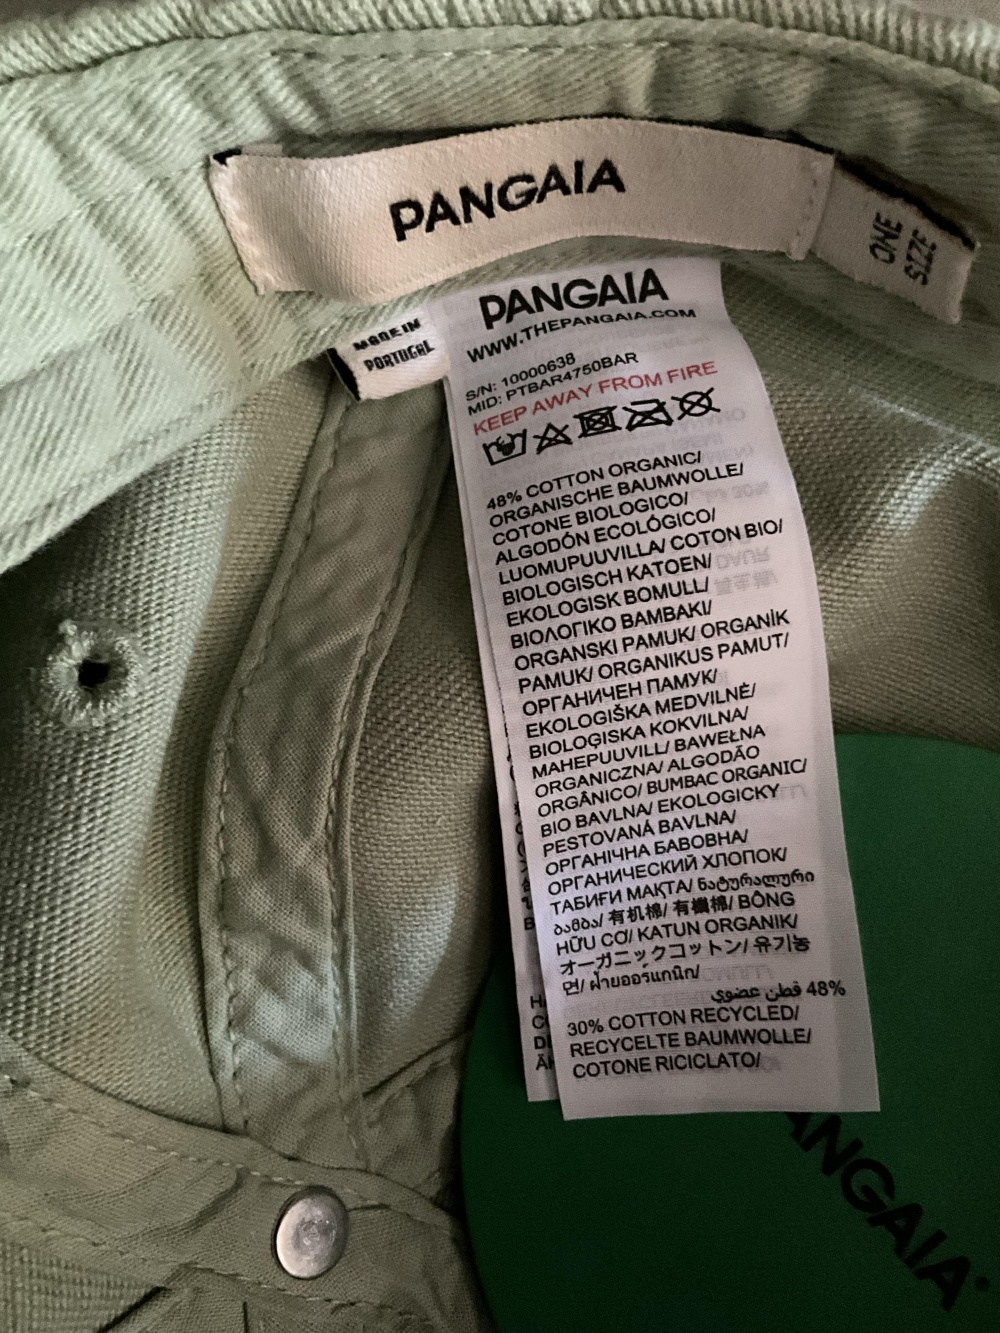 PANGAIA
ONE
SIZE
MADE IN
PORTUGAL
PANGAIA
WWW.THEPANGAIA.COM
S/N: 10000638
MID: PTBAR4750BAR
KEEP AWAY FROM FIRE
48% COTTON ORGANIC/
ORGANISCHE BAUMWOLLE/
COTONE BIOLOGICO/
ALGODÓN ECOLÓGICO/
LUOMUPUUVILLA/ COTON BIO/
BIOLOGISCH KATOEN/
EKOLOGISK BOMULL/
ΒΙΟΛΟΓΙΚΟ ΒΑΜΒΑΚΙ/
ORGANSKI PAMUK/ ORGANİK
PAMUK/ ORGANIKUS PAMUT/
ОРГАНИЧЕН ПАМУК/
EKOLOGIŠKA MEDVILNĖ/
BIOLOĢISKA KOKVILNA/
MAHEPUUVILL/ BAWEŁNA
ORGANICZNA/ ALGODÃO
ORGÂNICO/ BUMBAC ORGANIC/
BIO BAVLNA/ EKOLOGICKY
PESTOVANÁ BAVLNA/
ОРГАНІЧНА БАВОВНА/
ОРГАНИЧЕСКИЙ ХЛОПОК/
ТАБИҒИ МАҚТА/ ნატურალური
ბამბა/ 有机棉/ 有機棉/ BÔNG
HỮU CƠ/ KATUN ORGANIK/
オーガニックコットン/ 유기농
면/ ฝ้ายออร์แกนิก/
48% قطن عضوي
30% COTTON RECYCLED/
RECYCELTE BAUMWOLLE/
COTONE RICICLATO/
ANGAIA